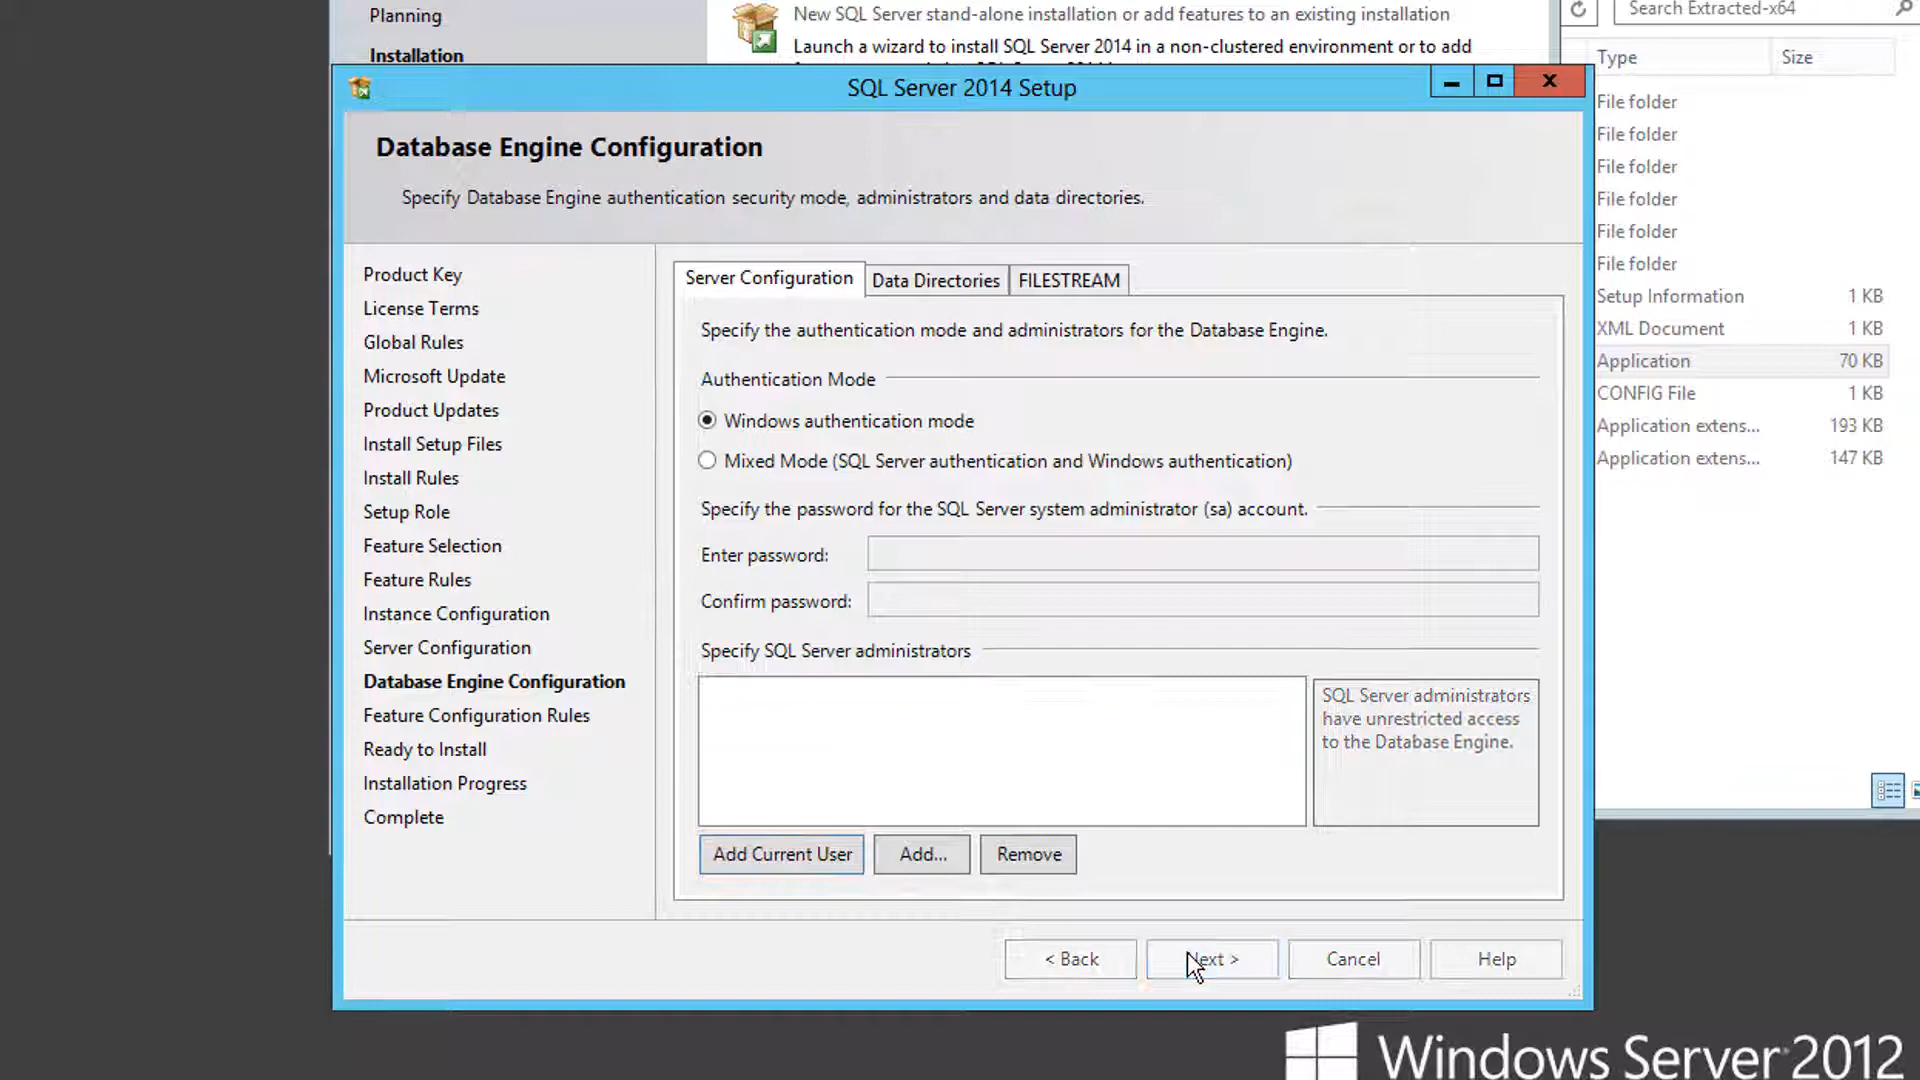 Planning
Installation
New SQL Server stand-alone installation or add features to an existing installation
Launch a wizard to install SQL Server 2014 in a non-clustered environment or to add
Search Extracted-x64
Type
Size
SQL Server 2014 Setup
Database Engine Configuration
Specify Database Engine authentication security mode, administrators and data directories.
Product Key
License Terms
Global Rules
Microsoft Update
Product Updates
Install Setup Files
Install Rules
Setup Role
Feature Selection
Feature Rules
Instance Configuration
Server Configuration
Database Engine Configuration
Feature Configuration Rules
Ready to Install
Installation Progress
Complete
Server Configuration
Data Directories
FILESTREAM
Specify the authentication mode and administrators for the Database Engine.
Authentication Mode
Windows authentication mode
Mixed Mode (SQL Server authentication and Windows authentication)
Specify the password for the SQL Server system administrator (sa) account.
Enter password:
Confirm password:
Specify SQL Server administrators
SQL Server administrators
have unrestricted access
to the Database Engine.
Add Current User
Add...
Remove
< Back
Next >
Cancel
Help
File folder
File folder
File folder
File folder
File folder
File folder
Setup Information 1 KB
XML Document 1 KB
Application 70 KB
CONFIG File 1 KB
Application extens... 193 KB
Application extens... 147 KB
Windows Server 2012